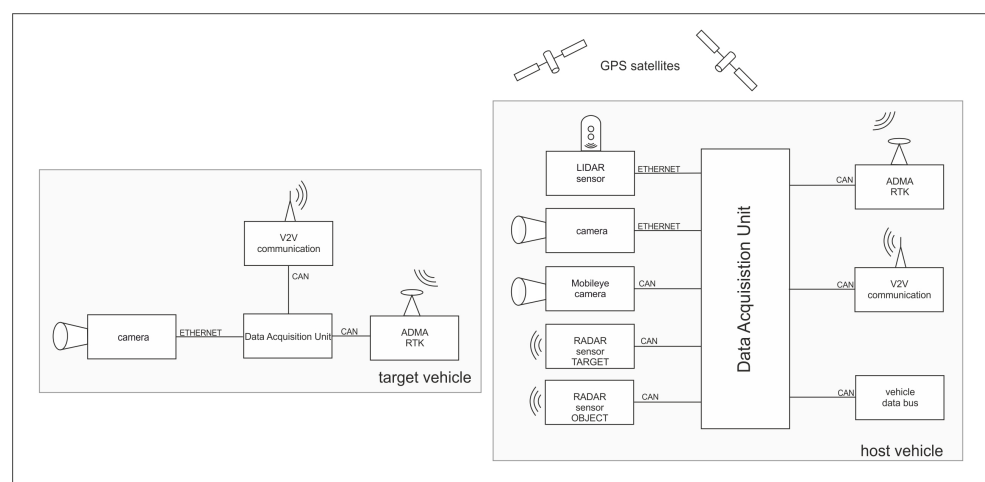 GPS satellites
V2V
communication
CAN
camera
ETHERNET
Data Acquisition Unit
CAN
ADMA
RTK
target vehicle
LIDAR
sensor
ETHERNET
camera
ETHERNET
Mobileye
camera
CAN
RADAR
sensor
TARGET
CAN
RADAR
sensor
OBJECT
CAN
Data Acquisistion Unit
CAN
ADMA
RTK
CAN
V2V
communication
CAN
vehicle
data bus
host vehicle